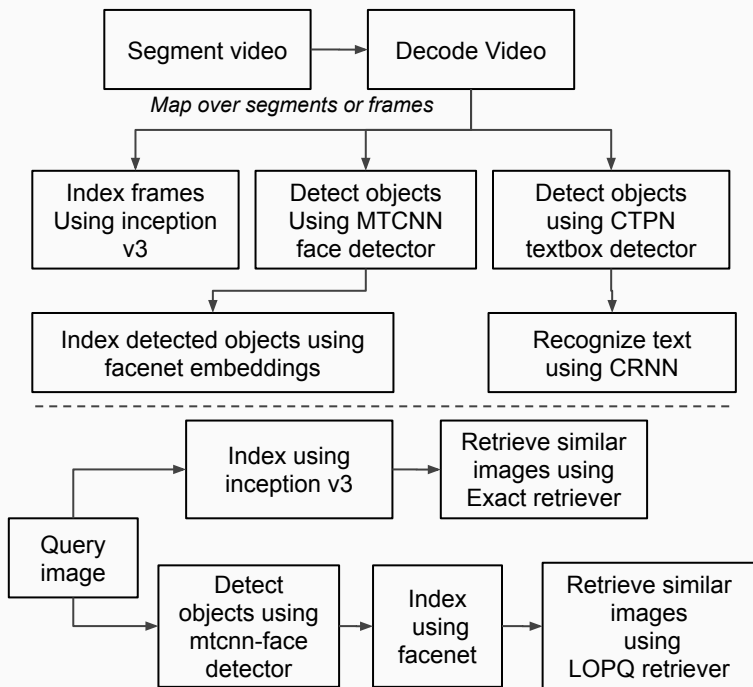 Segment video
Decode Video
Map over segments or frames
Index frames
Using inception
v3
Detect objects
Using MTCNN
face detector
Detect objects
using CTPN
textbox detector
Index detected objects using
facenet embeddings
Recognize text
using CRNN
Index using
inception v3
Retrieve similar
images using
Exact retriever
Query
image
Detect
objects using
mtcnn-face
detector
Index
using
facenet
Retrieve similar
images
using
LOPQ retriever